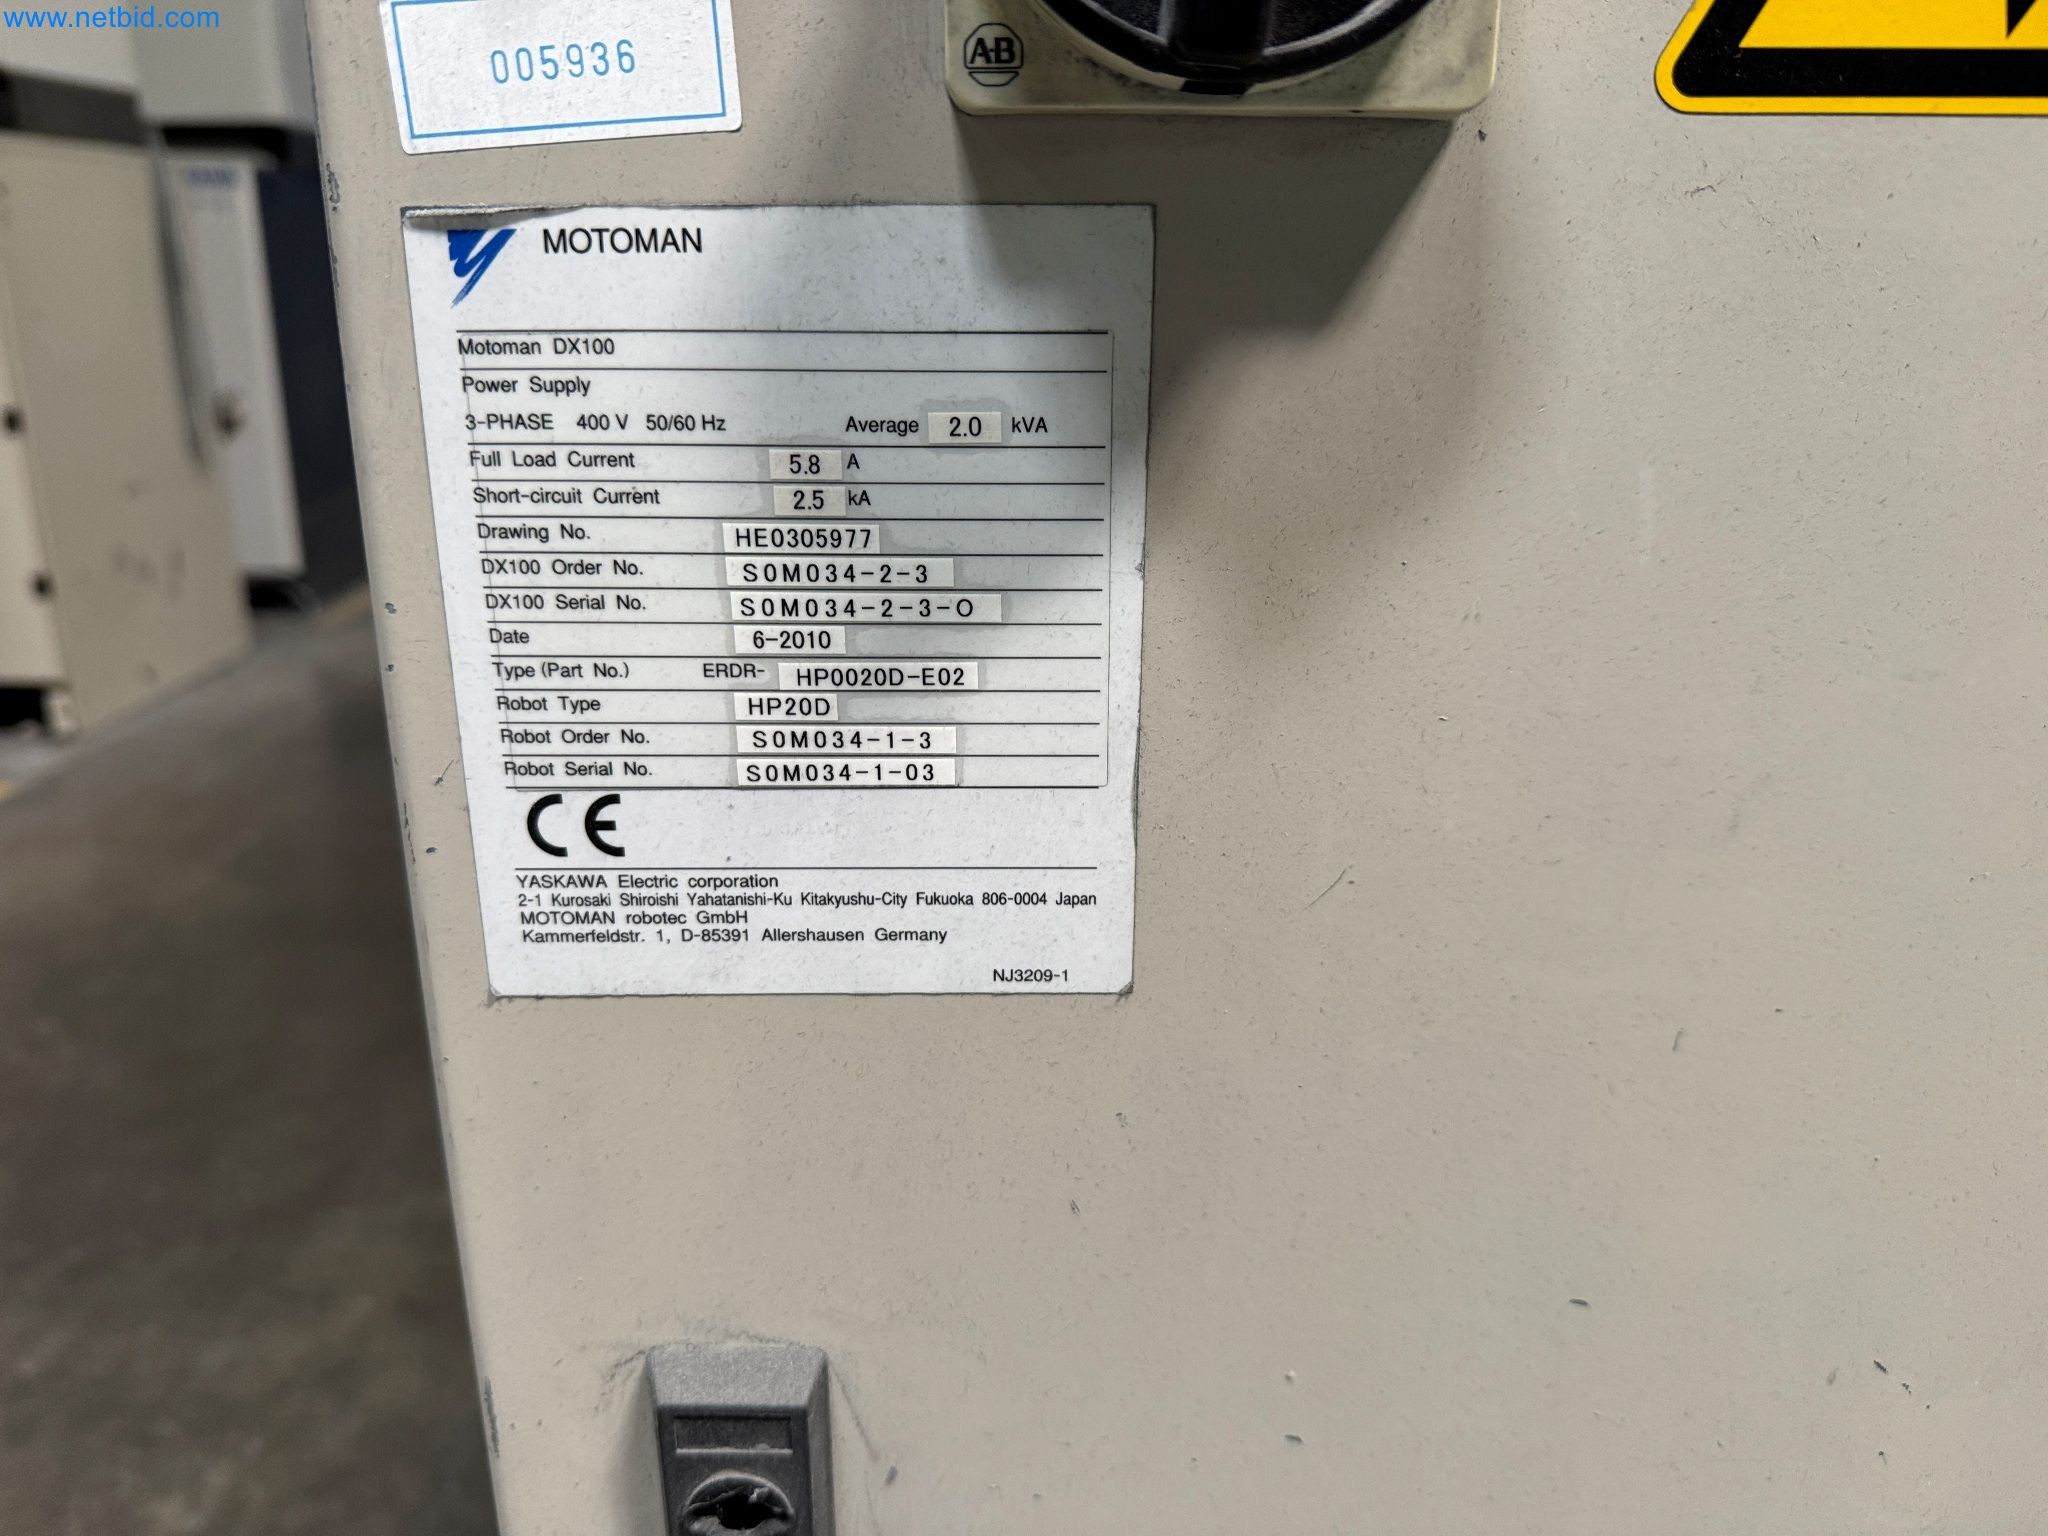 www.netbid.com
005936
A-B
MOTOMAN
Motoman DX100
Power Supply
3-PHASE 400 V 50/60 Hz Average 2.0 kVA
Full Load Current 5.8 A
Short-circuit Current 2.5 kA
Drawing No. HE0305977
DX100 Order No. S0M034-2-3
DX100 Serial No. S0M034-2-3-O
Date 6-2010
Type (Part No.) ERDR- HP0020D-E02
Robot Type HP20D
Robot Order No. S0M034-1-3
Robot Serial No. S0M034-1-03
CE
YASKAWA Electric corporation
2-1 Kurosaki Shiroishi Yahatanishi-Ku Kitakyushu-City Fukuoka 806-0004 Japan
MOTOMAN robotec GmbH
Kammerfeldstr. 1, D-85391 Allershausen Germany
NJ3209-1